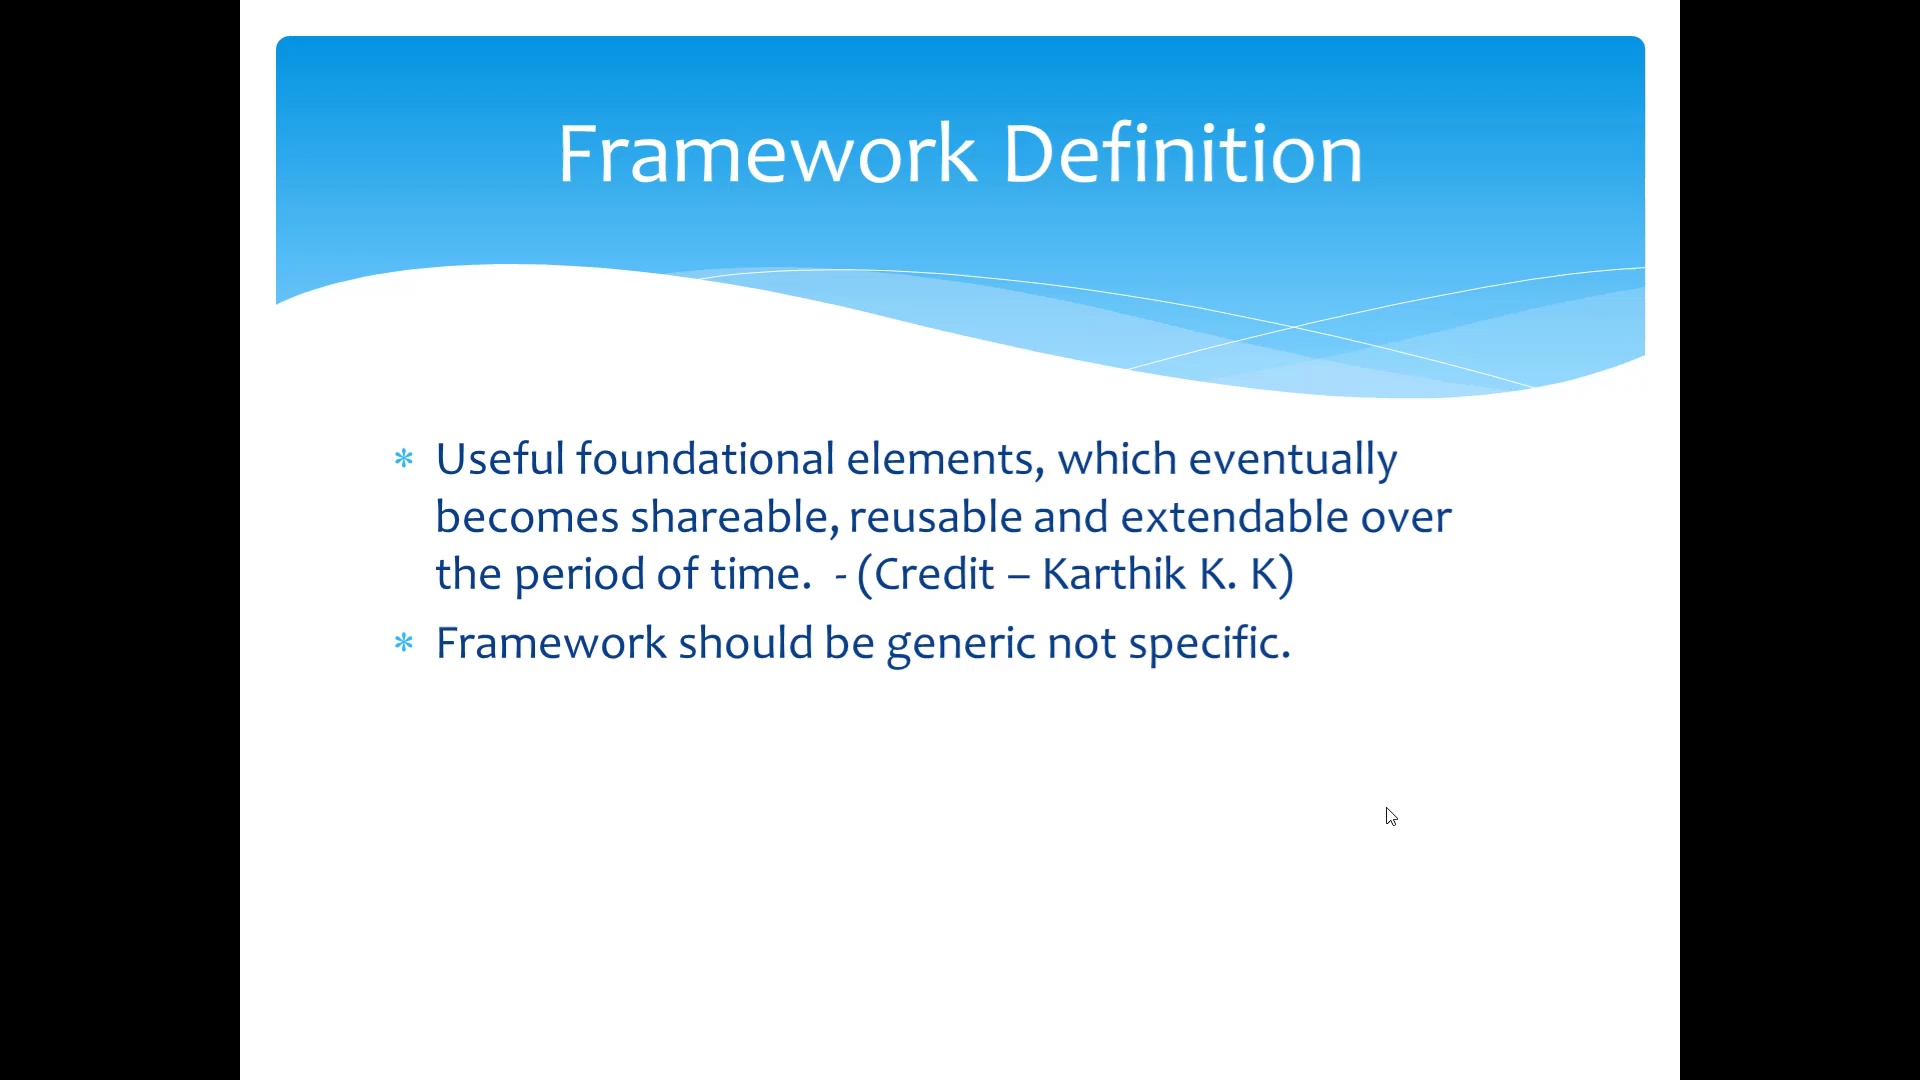 Framework Definition
* Useful foundational elements, which eventually
becomes shareable, reusable and extendable over
the period of time.  - (Credit – Karthik K. K)
* Framework should be generic not specific.